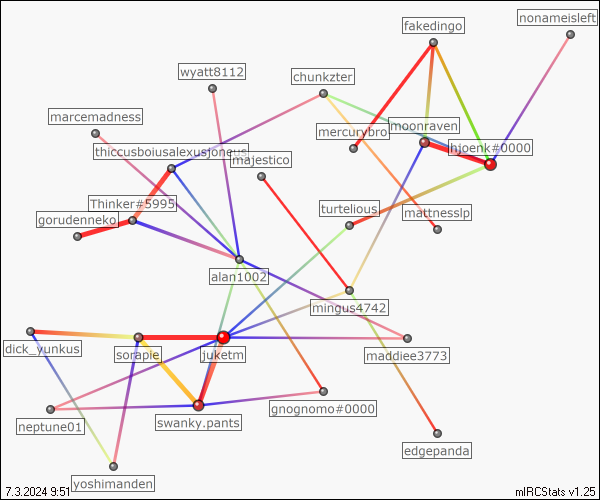 nonameisleft
fakedingo
wyatt8112
chunkzter
marcemadness
mercurybro
moonraven
hjoenk#0000
thiccusboiusalexusjoneus
majestico
Thinker#5995
gorudenneko
turtelious
mattnesslp
alan1002
mingus4742
dick_yunkus
sorapie
juketm
maddiee3773
neptune01
swanky.pants
gnognomo#0000
edgepanda
yoshimanden
7.3.2024 9:51
mIRCStats v1.25